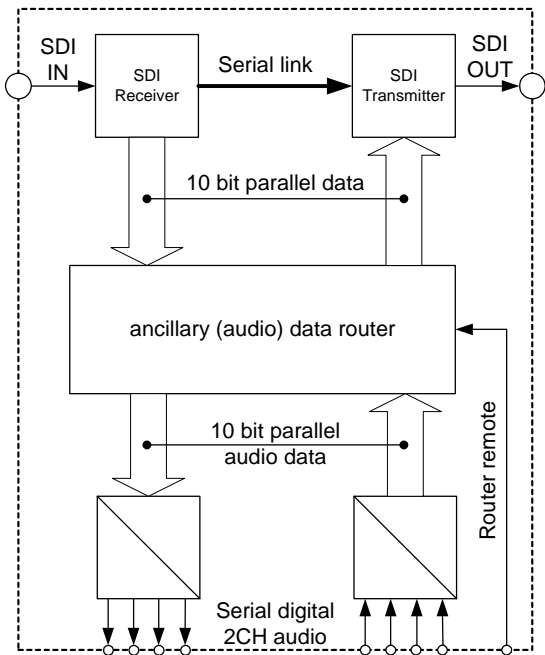 SDI
IN
SDI
Receiver
Serial link
SDI
Transmitter
SDI
OUT
10 bit parallel data
ancillary (audio) data router
10 bit parallel
audio data
Router remote
Serial digital
2CH audio